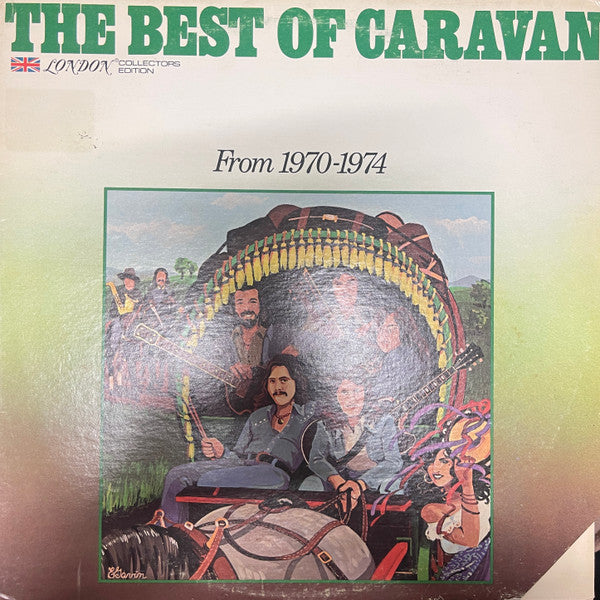 THE BEST OF CARAVAN
LONDON® COLLECTORS
EDITION
From 1970-1974